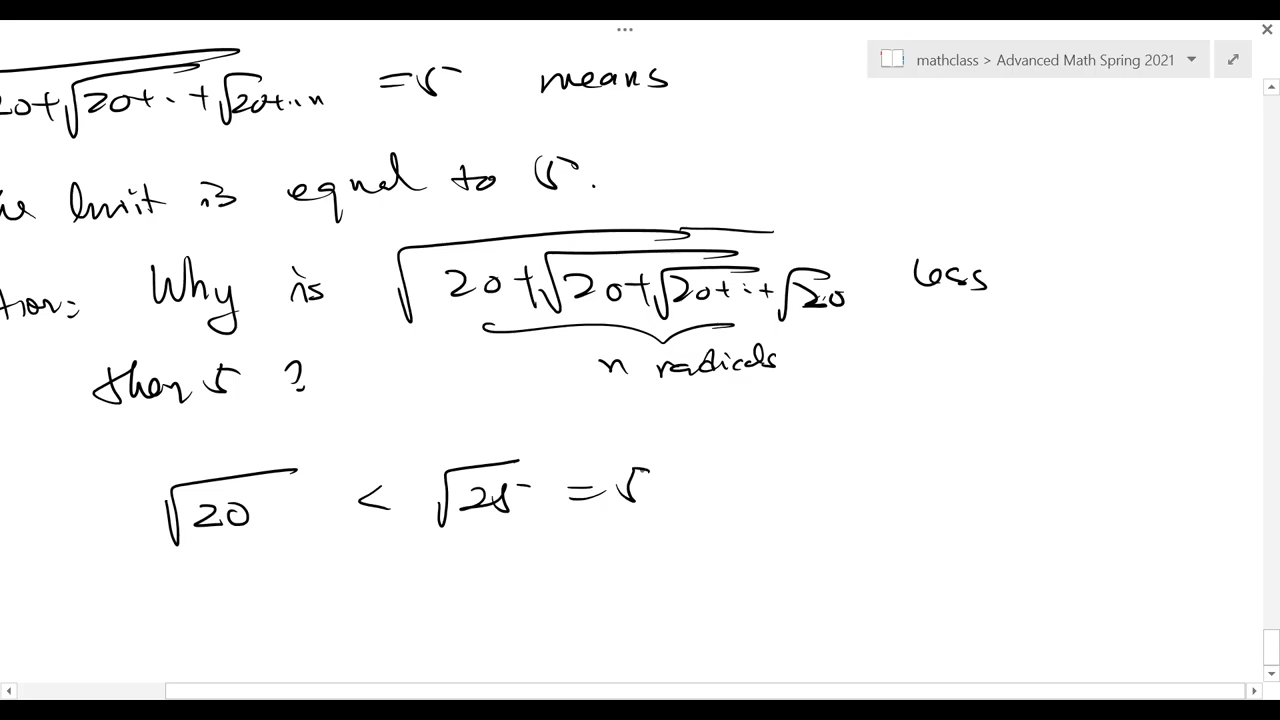 mathclass > Advanced Math Spring 2021
20+√20+..+√20+... = 5 means
limit is equal to 5.
Why is √20+√20+√20+..+√20 less
n radicals
than 5 ?
√20 < √25 = 5